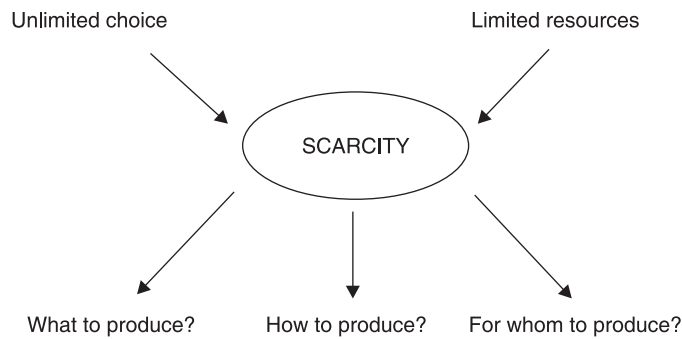 Unlimited choice
Limited resources
SCARCITY
What to produce?
How to produce?
For whom to produce?